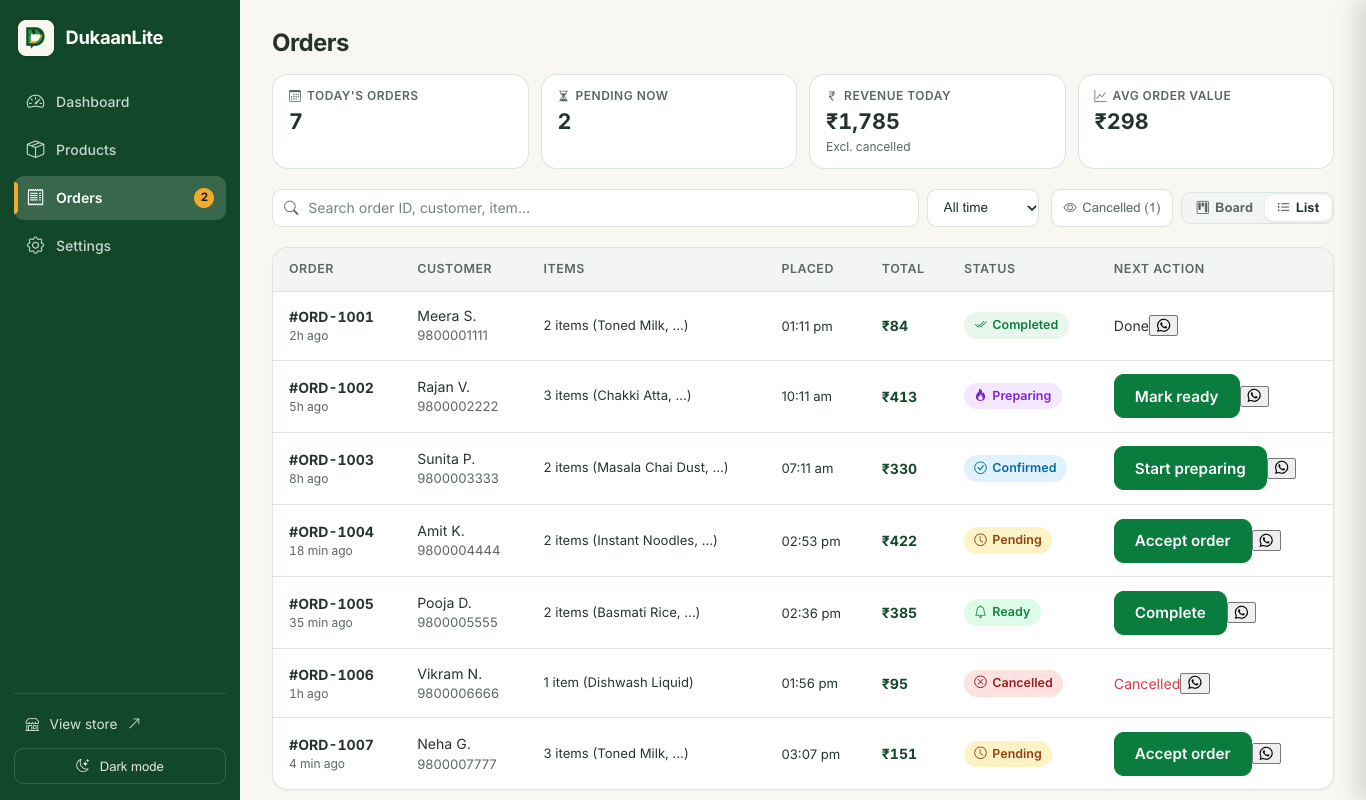 DukaanLite
Dashboard
Products
Orders 2
Settings
View store
Dark mode
Orders
TODAY'S ORDERS
7
PENDING NOW
2
₹ REVENUE TODAY
₹1,785
Excl. cancelled
AVG ORDER VALUE
₹298
Search order ID, customer, item...
All time
Cancelled (1)
Board
List
ORDER CUSTOMER ITEMS PLACED TOTAL STATUS NEXT ACTION
#ORD-1001 Meera S. 2 items (Toned Milk, ...) 01:11 pm ₹84 Completed Done
2h ago 9800001111
#ORD-1002 Rajan V. 3 items (Chakki Atta, ...) 10:11 am ₹413 Preparing Mark ready
5h ago 9800002222
#ORD-1003 Sunita P. 2 items (Masala Chai Dust, ...) 07:11 am ₹330 Confirmed Start preparing
8h ago 9800003333
#ORD-1004 Amit K. 2 items (Instant Noodles, ...) 02:53 pm ₹422 Pending Accept order
18 min ago 9800004444
#ORD-1005 Pooja D. 2 items (Basmati Rice, ...) 02:36 pm ₹385 Ready Complete
35 min ago 9800005555
#ORD-1006 Vikram N. 1 item (Dishwash Liquid) 01:56 pm ₹95 Cancelled Cancelled
1h ago 9800006666
#ORD-1007 Neha G. 3 items (Toned Milk, ...) 03:07 pm ₹151 Pending Accept order
4 min ago 9800007777